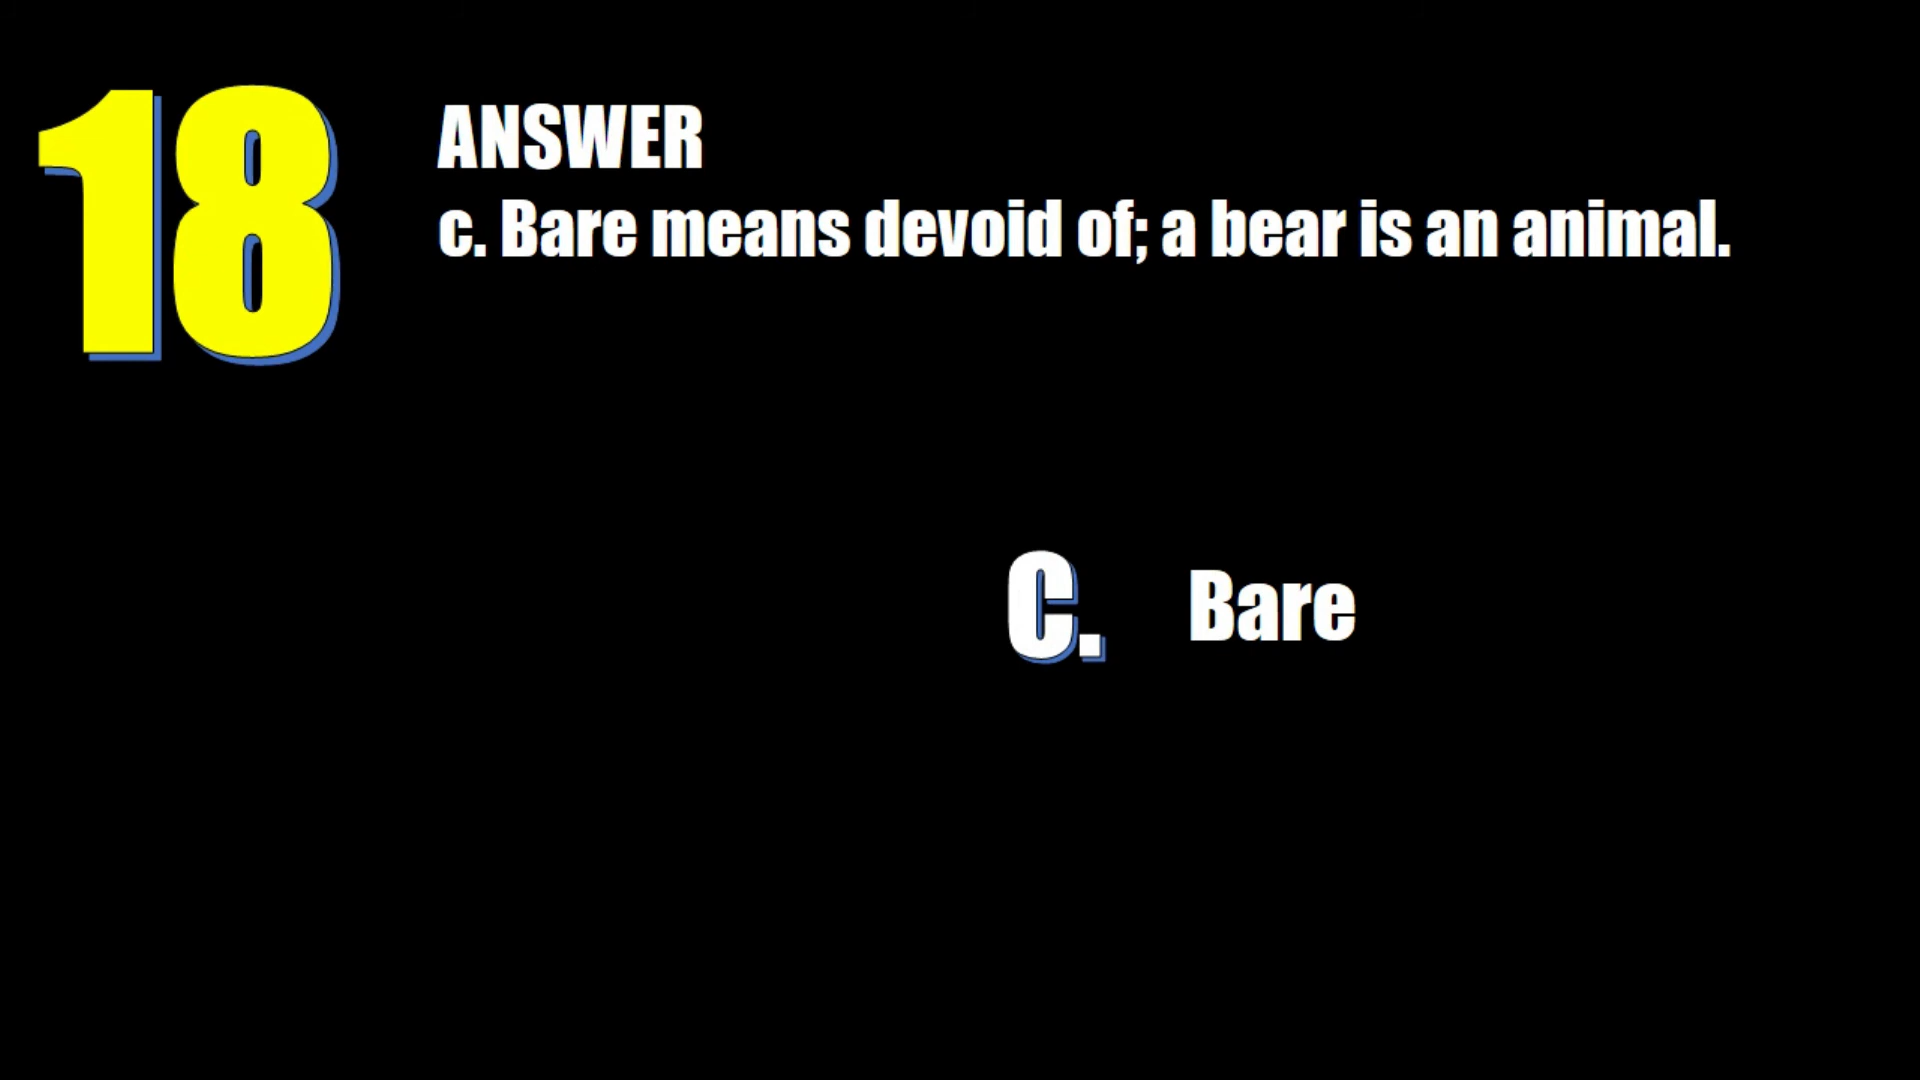 18
ANSWER
c. Bare means devoid of; a bear is an animal.
C. Bare